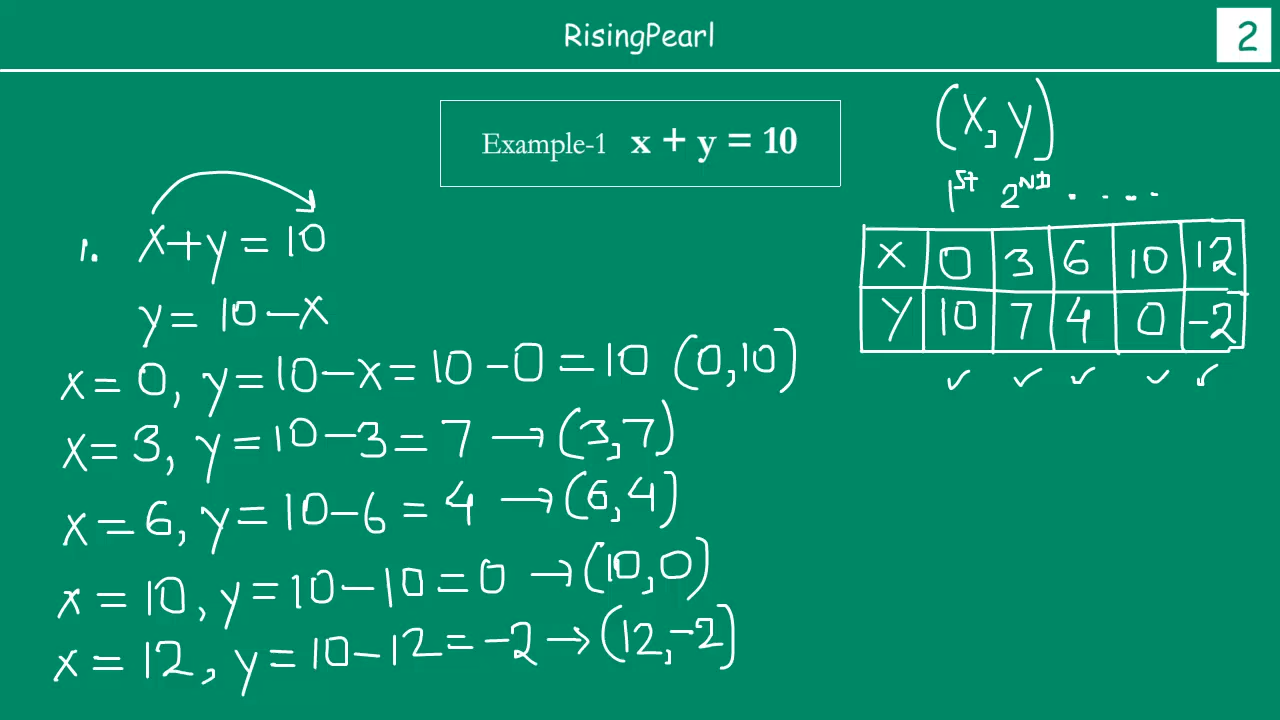 RisingPearl
2
Example-1 x + y = 10
(X, Y)
1ST 2ND . . . . .
X 0 3 6 10 12
Y 10 7 4 0 -2
✓ ✓ ✓ ✓ ✓
1. x+y = 10
y = 10-x
x = 0, y = 10-x = 10-0 = 10 (0,10)
x = 3, y = 10-3 = 7 → (3,7)
x = 6, y = 10-6 = 4 → (6,4)
x = 10, y = 10-10 = 0 → (10,0)
x = 12, y = 10-12 = -2 → (12,-2)